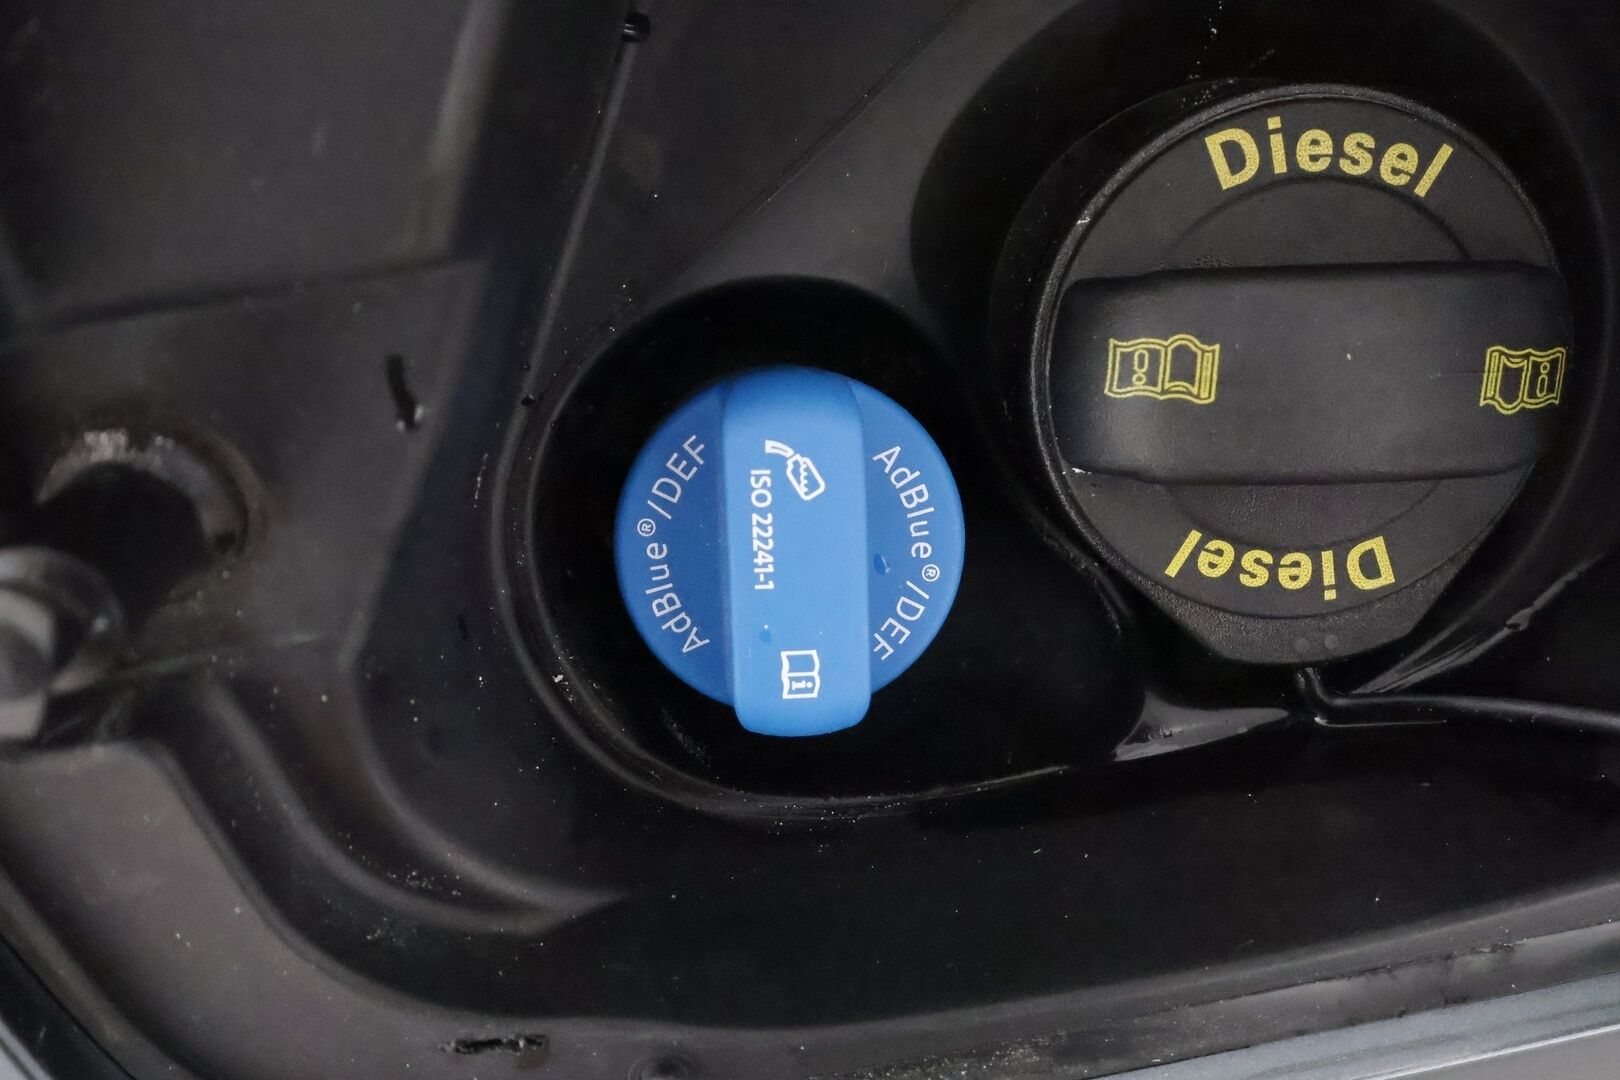 AdBlue®/DEF
ISO 22241-1
AdBlue®/DEF
Diesel
Diesel